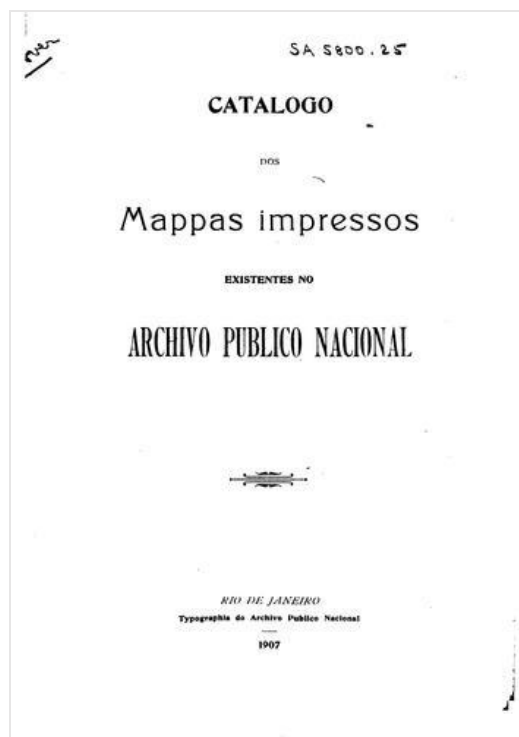 SA 5800.25
CATALOGO
DOS
Mappas impressos
EXISTENTES NO
ARCHIVO PUBLICO NACIONAL
RIO DE JANEIRO
Typographia do Archivo Publico Nacional
1907